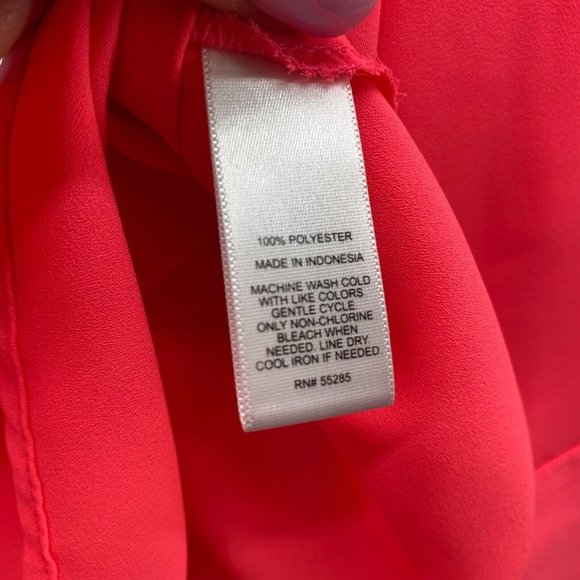 100% POLYESTER
MADE IN INDONESIA
MACHINE WASH COLD
WITH LIKE COLORS
GENTLE CYCLE.
ONLY NON-CHLORINE
BLEACH WHEN
NEEDED. LINE DRY
COOL IRON IF NEEDED.
RN# 55285